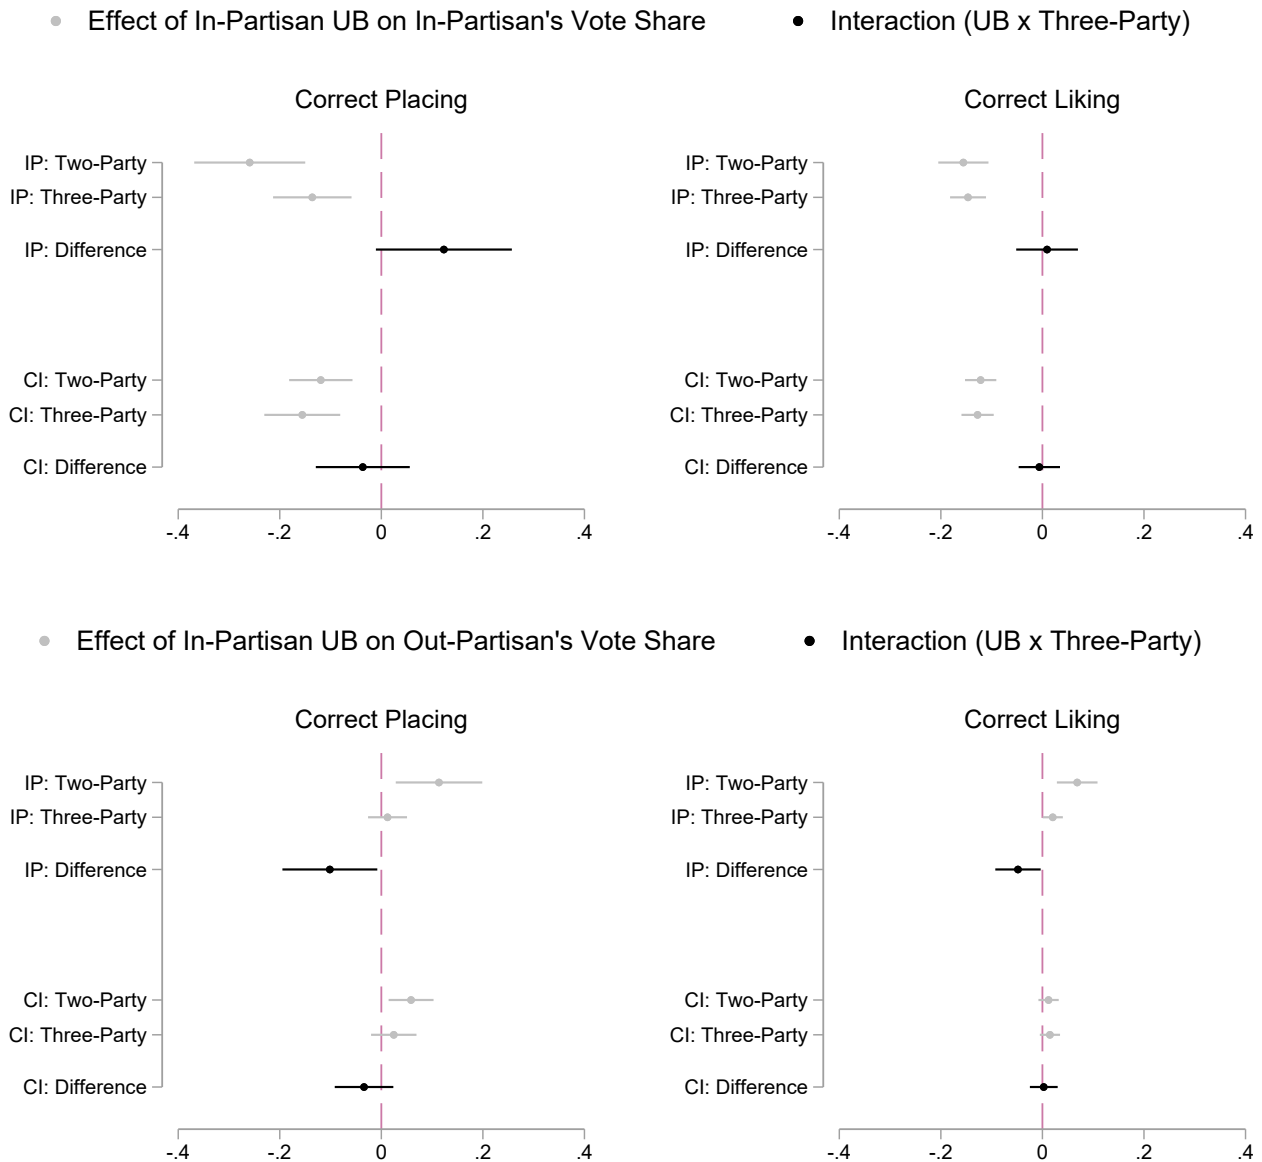 Effect of In-Partisan UB on In-Partisan's Vote Share Interaction (UB x Three-Party)
Correct Placing
IP: Two-Party
IP: Three-Party
IP: Difference
CI: Two-Party
CI: Three-Party
CI: Difference
-.4 -.2 0 .2 .4
Correct Liking
IP: Two-Party
IP: Three-Party
IP: Difference
CI: Two-Party
CI: Three-Party
CI: Difference
-.4 -.2 0 .2 .4
Effect of In-Partisan UB on Out-Partisan's Vote Share Interaction (UB x Three-Party)
Correct Placing
IP: Two-Party
IP: Three-Party
IP: Difference
CI: Two-Party
CI: Three-Party
CI: Difference
-.4 -.2 0 .2 .4
Correct Liking
IP: Two-Party
IP: Three-Party
IP: Difference
CI: Two-Party
CI: Three-Party
CI: Difference
-.4 -.2 0 .2 .4